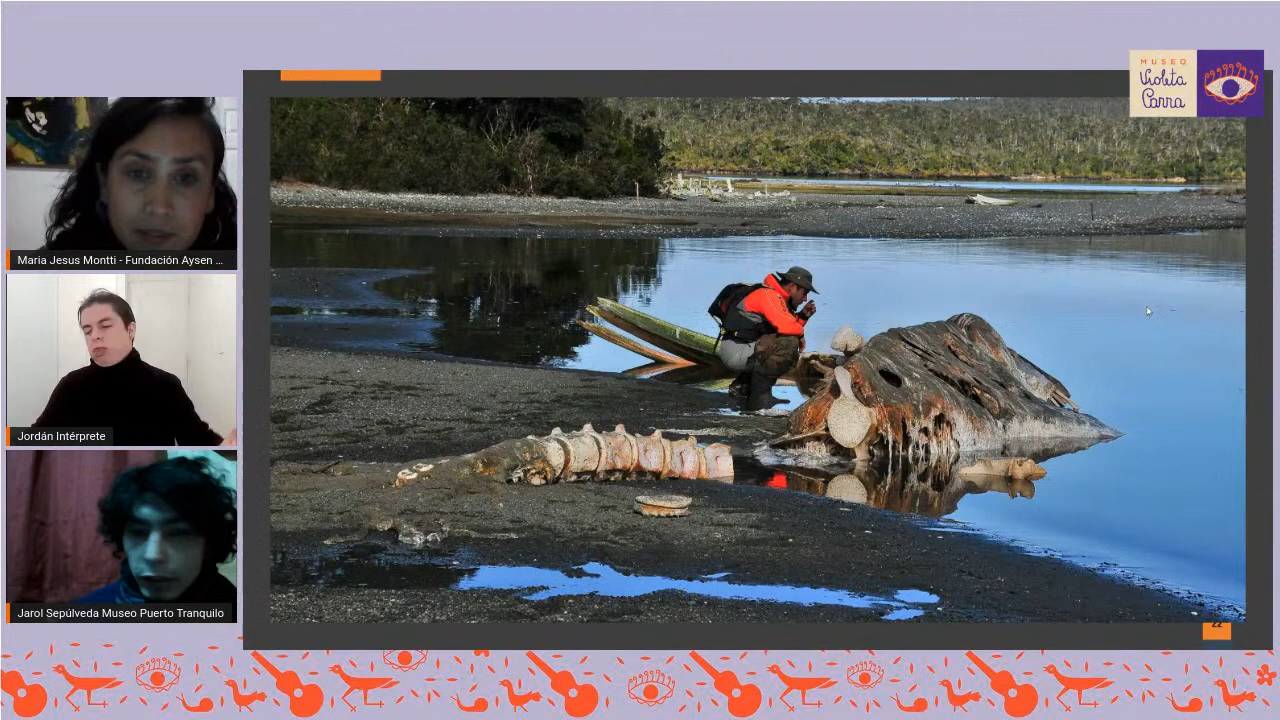 MUSEO
Violeta
Parra
Maria Jesus Montti - Fundación Aysen ...
Jordán Intérprete
Jarol Sepúlveda Museo Puerto Tranquilo
22